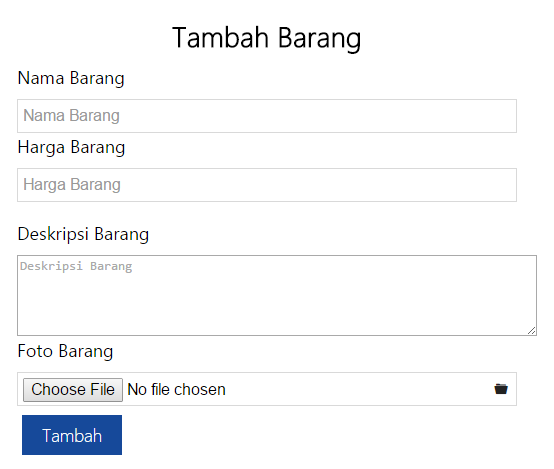 Tambah Barang
Nama Barang
Nama Barang
Harga Barang
Harga Barang
Deskripsi Barang
Deskripsi Barang
Foto Barang
Choose File No file chosen
Tambah